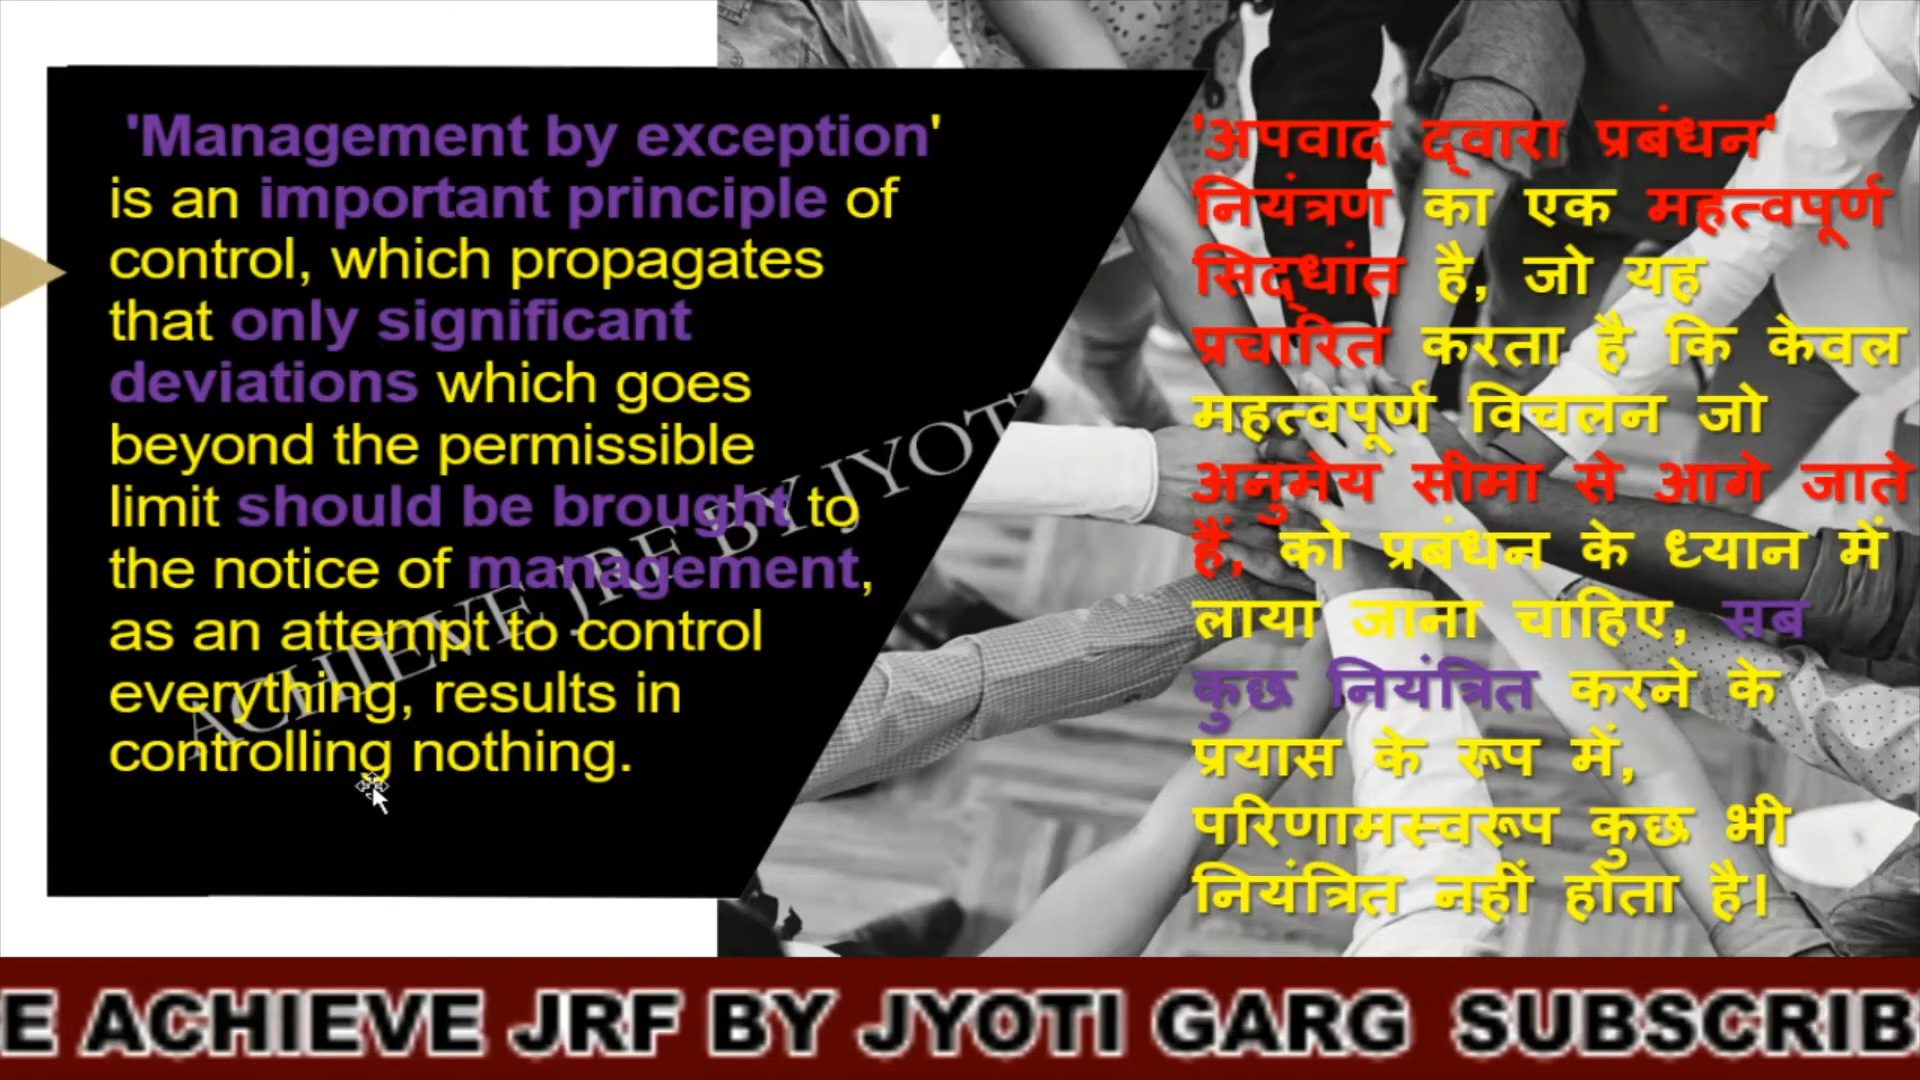 'Management by exception'
is an important principle of
control, which propagates
that only significant
deviations which goes
beyond the permissible
limit should be brought to
the notice of management,
as an attempt to control
everything, results in
controlling nothing.
ACHIEVE JRF BY JYOTI
'अपवाद द्वारा प्रबंधन'
नियंत्रण का एक महत्वपूर्ण
सिद्धांत है, जो यह
प्रचारित करता है कि केवल
महत्वपूर्ण विचलन जो
अनुमेय सीमा से आगे जाते
हैं, को प्रबंधन के ध्यान में
लाया जाना चाहिए, सब
कुछ नियंत्रित करने के
प्रयास के रूप में,
परिणामस्वरूप कुछ भी
नियंत्रित नहीं होता है।
E ACHIEVE JRF BY JYOTI GARG SUBSCRIB